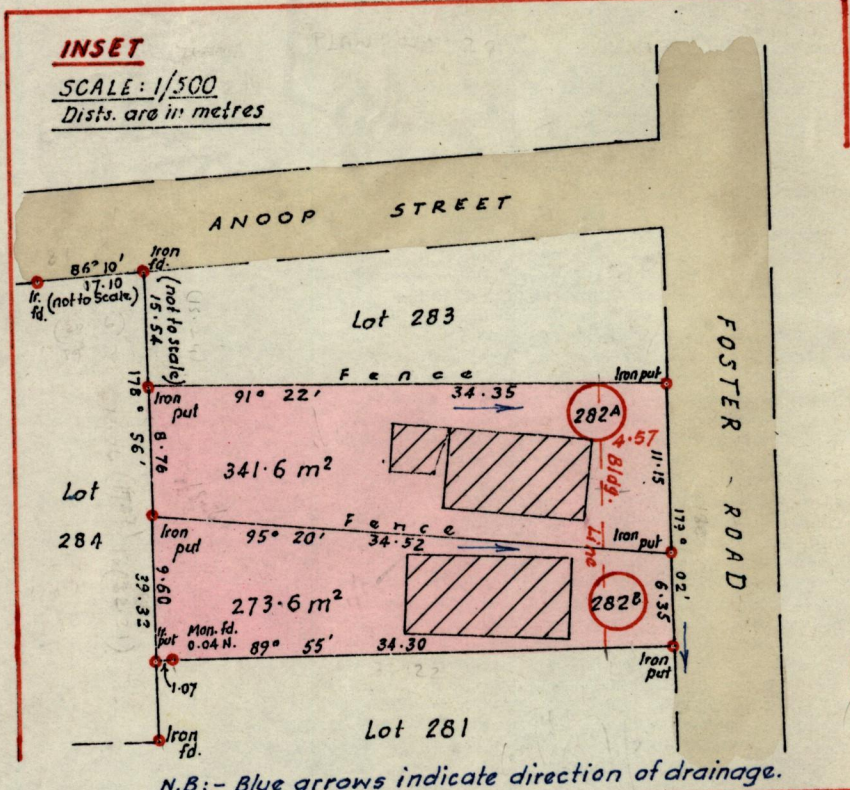 INSET
SCALE: 1/500
Dists. are in metres
ANOOP STREET
86° 10'
17.10
(not to Scale)
Ir. fd.
Iron fd.
15.54
(not to scale)
Lot 283
FOSTER - ROAD
Fence
91° 22'
34.35
Iron put
Iron put
178° 56'
8.76
341.6 m²
282A
4.57
Bldg. Line
11.15
Lot
284
Iron put
Fence
95° 20'
34.52
Iron put
9.60
39.32
273.6 m²
282B
6.35
02'
Ir. put
Mon. fd.
0.04 N.
89° 55'
34.30
Iron put
1.07
Iron fd.
Lot 281
N.B:- Blue arrows indicate direction of drainage.